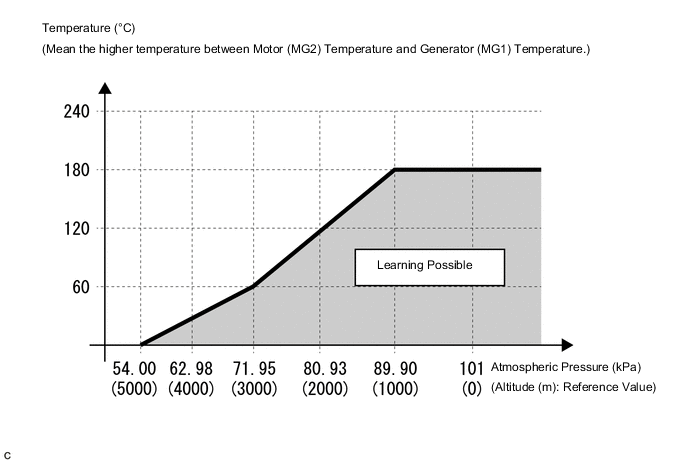 Temperature (°C)
(Mean the higher temperature between Motor (MG2) Temperature and Generator (MG1) Temperature.)
240
180
120
60
Learning Possible
54.00 62.98 71.95 80.93 89.90 101 Atmospheric Pressure (kPa)
(5000) (4000) (3000) (2000) (1000) (0) (Altitude (m): Reference Value)
c